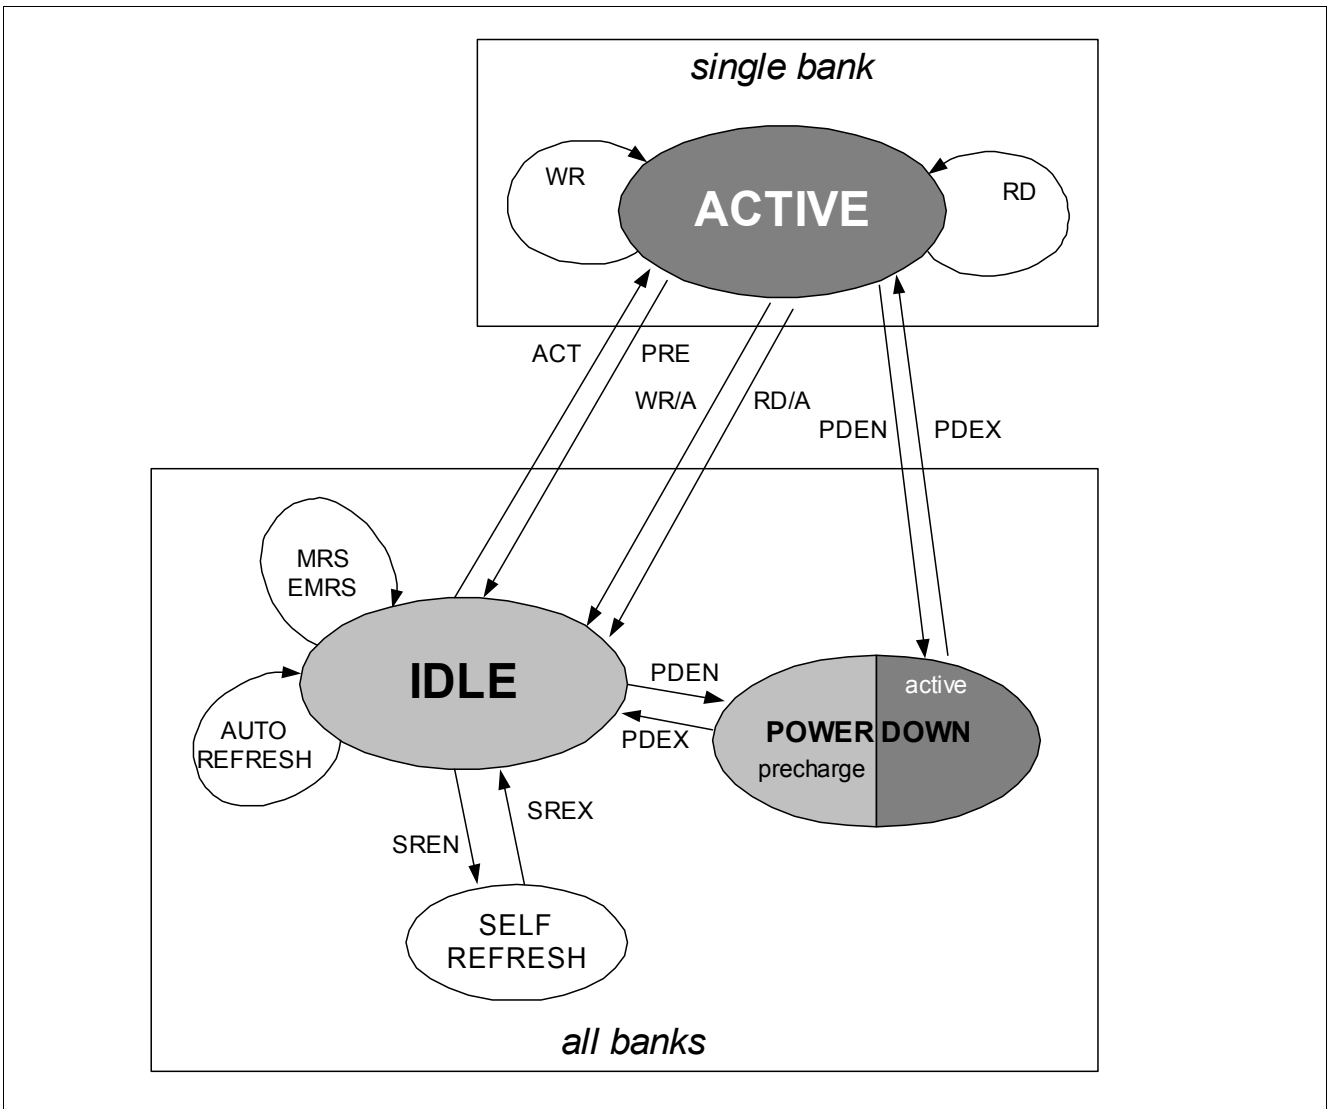 single bank
WR
ACTIVE
RD
ACT
PRE
WR/A
RD/A
PDEN
PDEX
MRS
EMRS
IDLE
PDEN
active
POWER DOWN
precharge
PDEX
AUTO
REFRESH
SREX
SREN
SELF
REFRESH
all banks